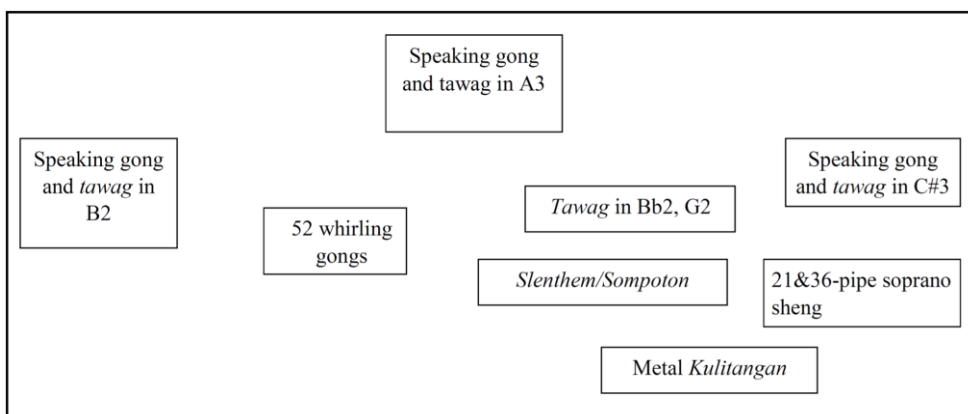 Speaking gong
and tawag in A3
Speaking gong
and tawag in
B2
Speaking gong
and tawag in C#3
Tawag in Bb2, G2
52 whirling
gongs
Slenthem/Sompoton
21&36-pipe soprano
sheng
Metal Kulitangan